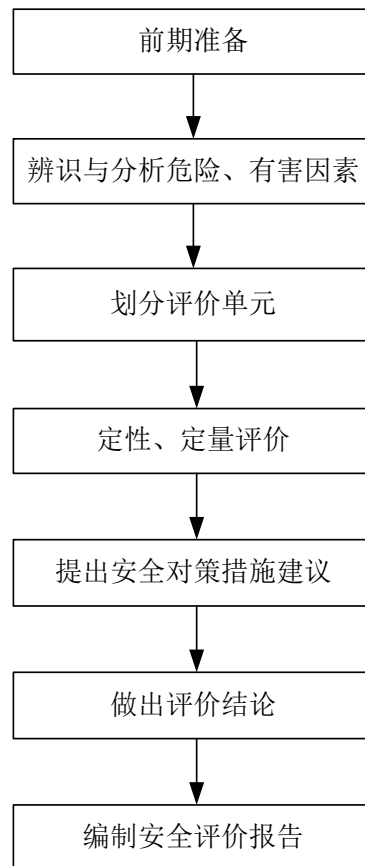 前期准备
辨识与分析危险、有害因素
划分评价单元
定性、定量评价
提出安全对策措施建议
做出评价结论
编制安全评价报告